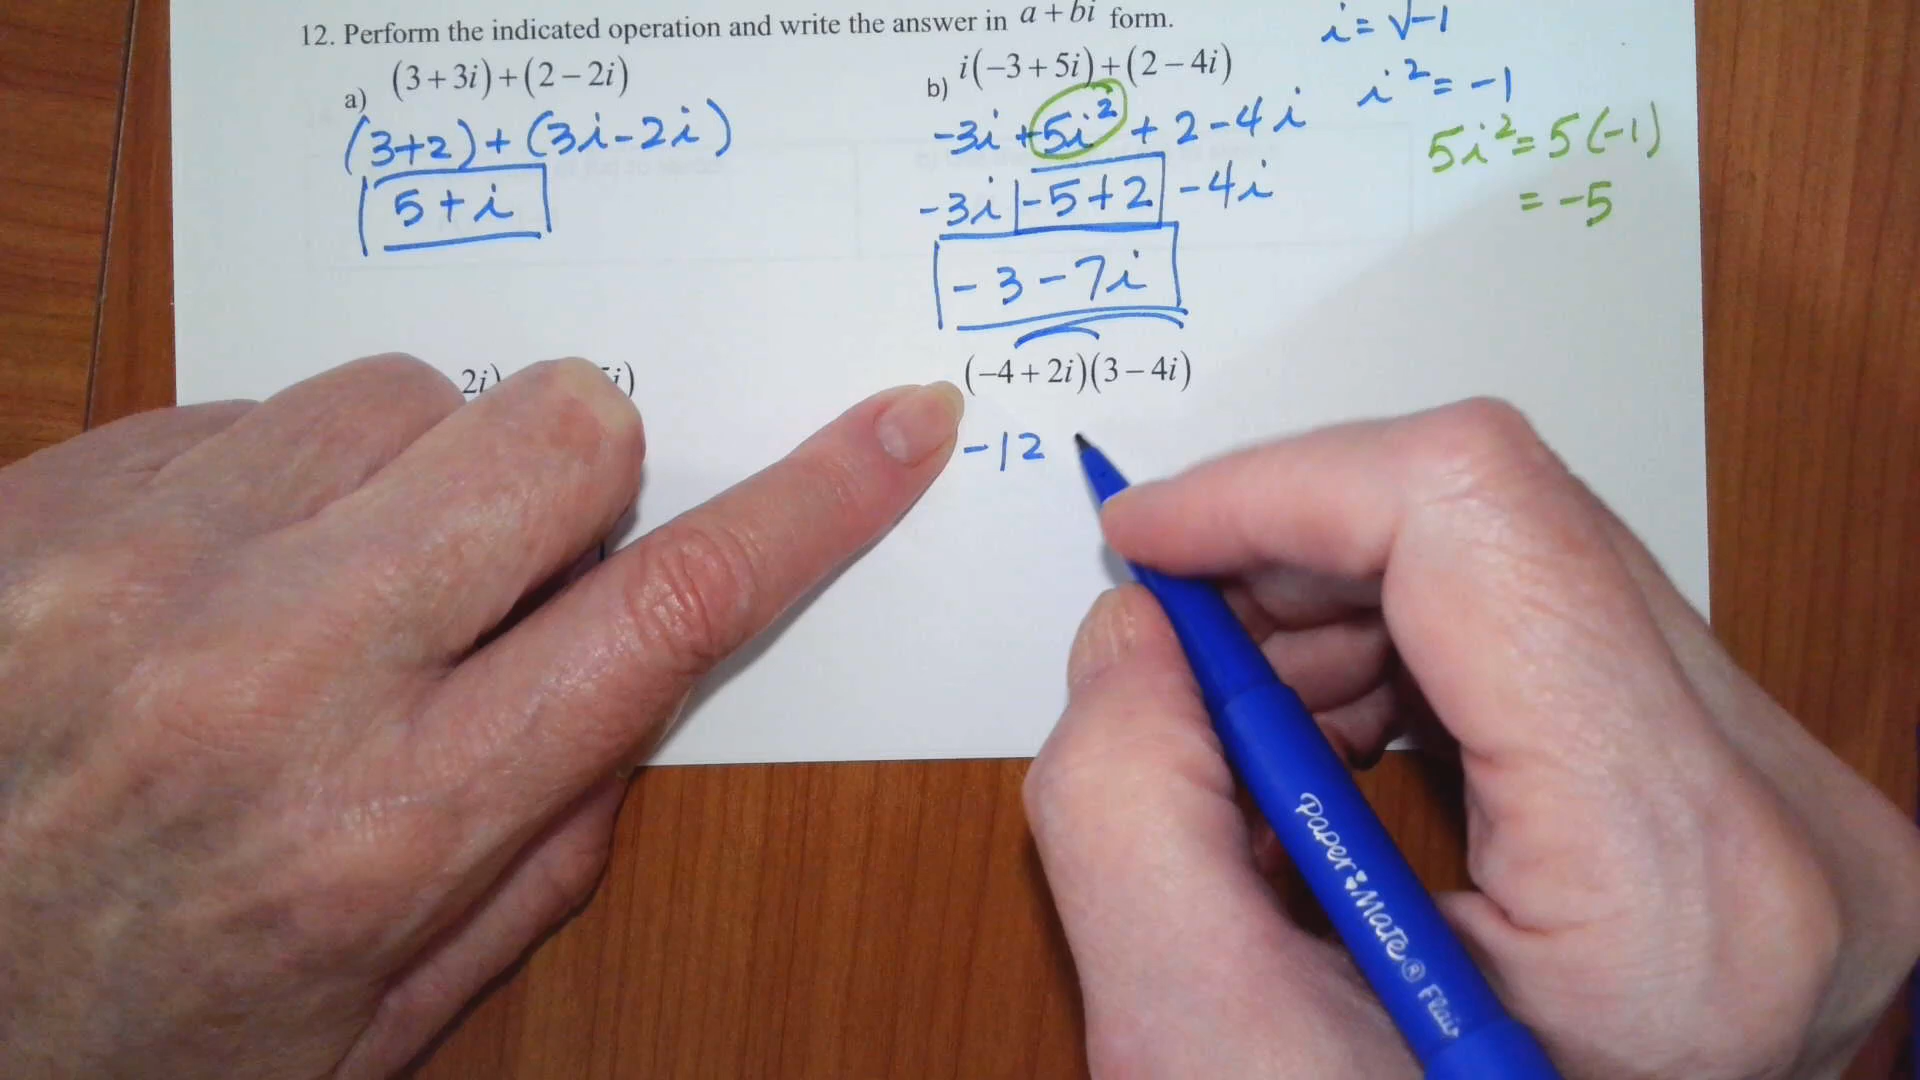 12. Perform the indicated operation and write the answer in a + bi form.
a) (3 + 3i) + (2 − 2i)
(3+2) + (3i-2i)
5 + i
b) i(−3 + 5i) + (2 − 4i)
-3i + 5i² + 2 - 4i
-3i -5+2 -4i
-3 - 7i
i = √-1
i² = -1
5i² = 5(-1)
= -5
2i) i)
(−4 + 2i)(3 − 4i)
-12
Paper Mate® Flair